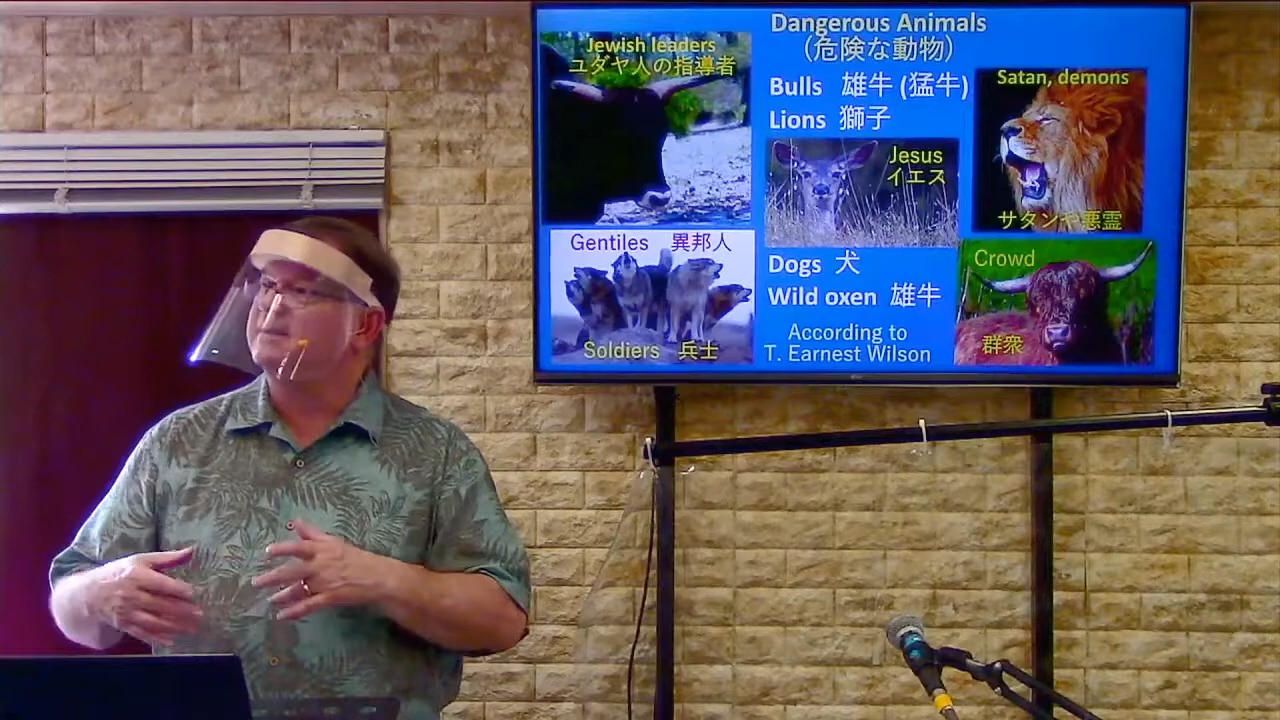 Dangerous Animals
(危険な動物)
Jewish leaders
ユダヤ人の指導者
Bulls 雄牛 (猛牛)
Lions 獅子
Satan, demons
サタンや悪霊
Jesus
イエス
Gentiles 異邦人
Soldiers 兵士
Dogs 犬
Wild oxen 雄牛
According to
T. Earnest Wilson
Crowd
群衆